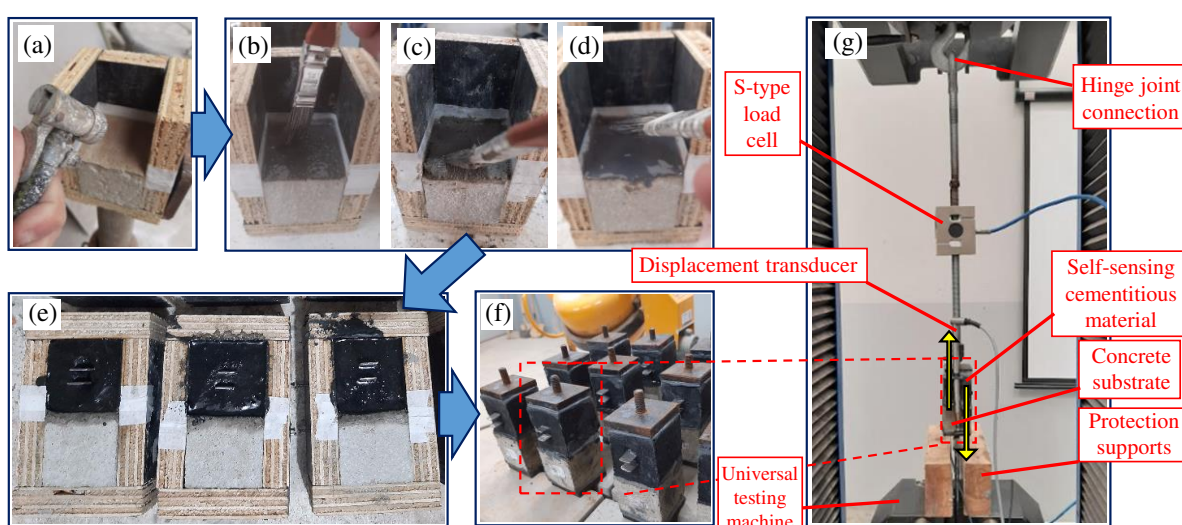 (a)
(b)
(c)
(d)
(g)
S-type
load
cell
Hinge joint
connection
Displacement transducer
Self-sensing
cementitious
material
(e)
(f)
Concrete
substrate
Protection
supports
Universal
testing
machine